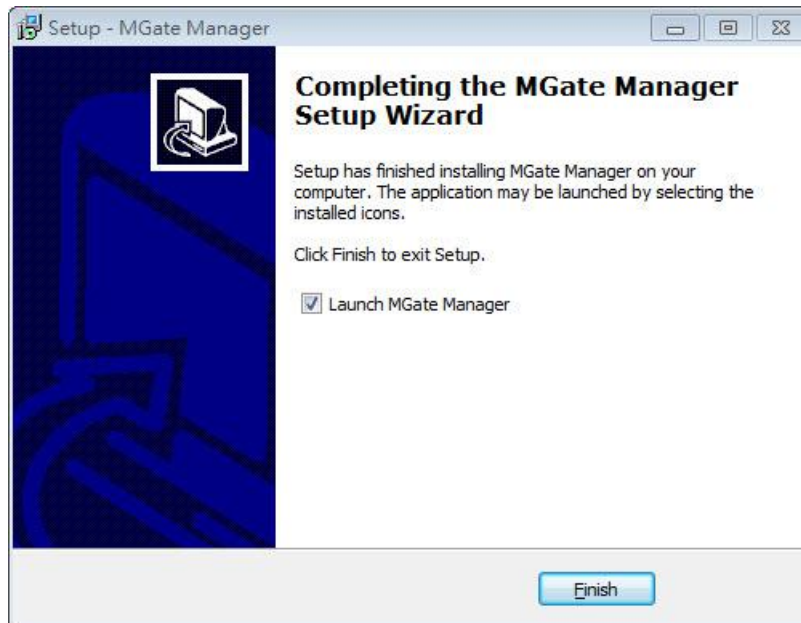 Setup - MGate Manager
Completing the MGate Manager
Setup Wizard
Setup has finished installing MGate Manager on your
computer. The application may be launched by selecting the
installed icons.
Click Finish to exit Setup.
Launch MGate Manager
Finish